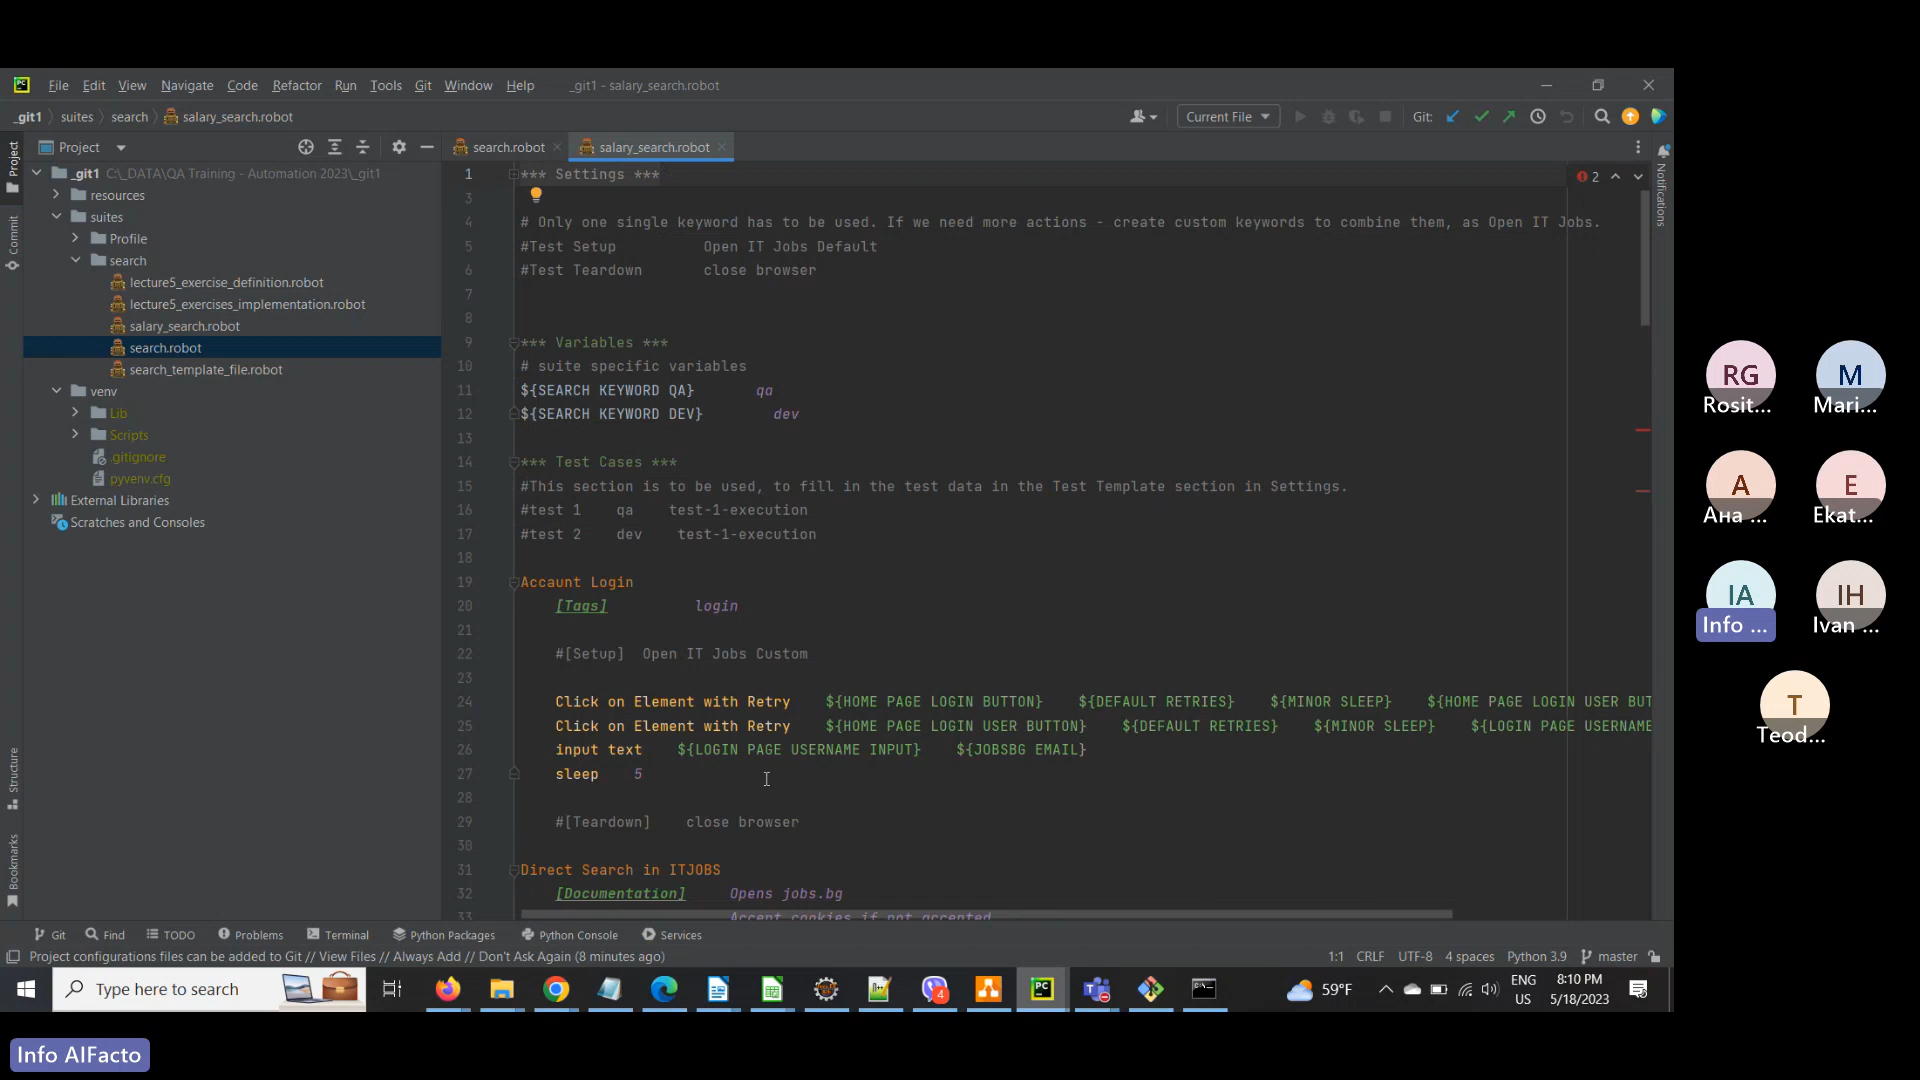 PC File Edit View Navigate Code Refactor Run Tools Git Window Help _git1 - salary_search.robot
_git1 suites search salary_search.robot Current File Git:
Project search.robot salary_search.robot
Project
Commit
Structure
Bookmarks
Notifications
_git1 C:\_DATA\QA Training - Automation 2023\_git1
resources
suites
Profile
search
lecture5_exercise_definition.robot
lecture5_exercises_implementation.robot
salary_search.robot
search.robot
search_template_file.robot
venv
Lib
Scripts
.gitignore
pyvenv.cfg
External Libraries
Scratches and Consoles
1 *** Settings ***
2
3
4 # Only one single keyword has to be used. If we need more actions - create custom keywords to combine them, as Open IT Jobs.
5 #Test Setup Open IT Jobs Default
6 #Test Teardown close browser
7
8
9 *** Variables ***
10 # suite specific variables
11 ${SEARCH KEYWORD QA} qa
12 ${SEARCH KEYWORD DEV} dev
13
14 *** Test Cases ***
15 #This section is to be used, to fill in the test data in the Test Template section in Settings.
16 #test 1 qa test-1-execution
17 #test 2 dev test-1-execution
18
19 Accaunt Login
20 [Tags] login
21
22 #[Setup] Open IT Jobs Custom
23
24 Click on Element with Retry ${HOME PAGE LOGIN BUTTON} ${DEFAULT RETRIES} ${MINOR SLEEP} ${HOME PAGE LOGIN USER BUT
25 Click on Element with Retry ${HOME PAGE LOGIN USER BUTTON} ${DEFAULT RETRIES} ${MINOR SLEEP} ${LOGIN PAGE USERNAME
26 input text ${LOGIN PAGE USERNAME INPUT} ${JOBSBG EMAIL}
27 sleep 5
28
29 #[Teardown] close browser
30
31 Direct Search in ITJOBS
32 [Documentation] Opens jobs.bg
33 Accept cookies if not accepted
Git Find TODO Problems Terminal Python Packages Python Console Services
Project configurations files can be added to Git // View Files // Always Add // Don't Ask Again (8 minutes ago) 1:1 CRLF UTF-8 4 spaces Python 3.9 master
Type here to search 4 PC 59°F ENG US 8:10 PM 5/18/2023
RG
Rosit...
M
Mari...
A
Ана ...
E
Ekat...
IA
Info ...
IH
Ivan ...
T
Teod...
Info AlFacto